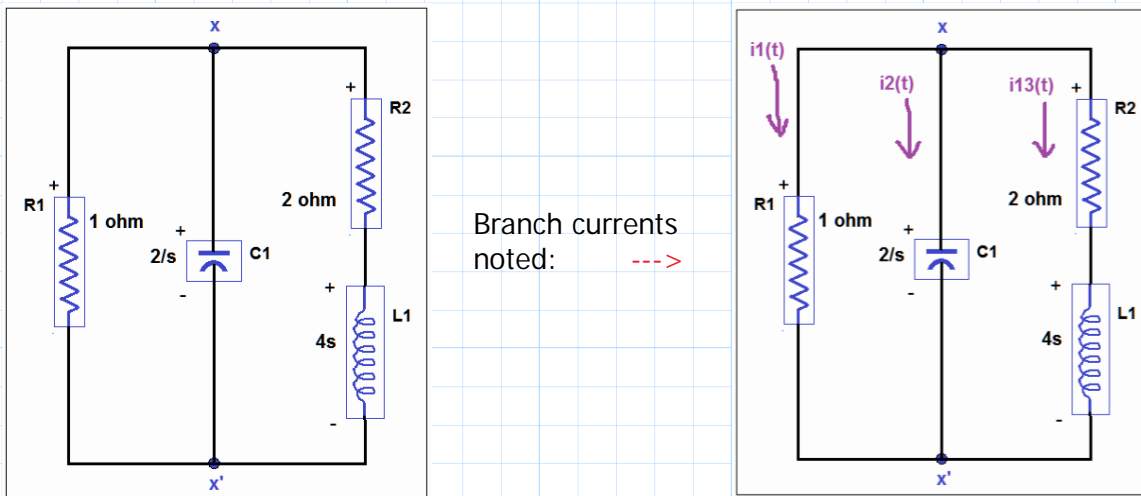 x
+
R2
2 ohm
+
R1
1 ohm
+
2/s
C1
-
+
L1
4s
-
x'
Branch currents
noted: --->
x
i1(t)
i2(t)
i13(t)
+
R2
2 ohm
+
R1
1 ohm
+
2/s
C1
-
+
L1
4s
-
x'